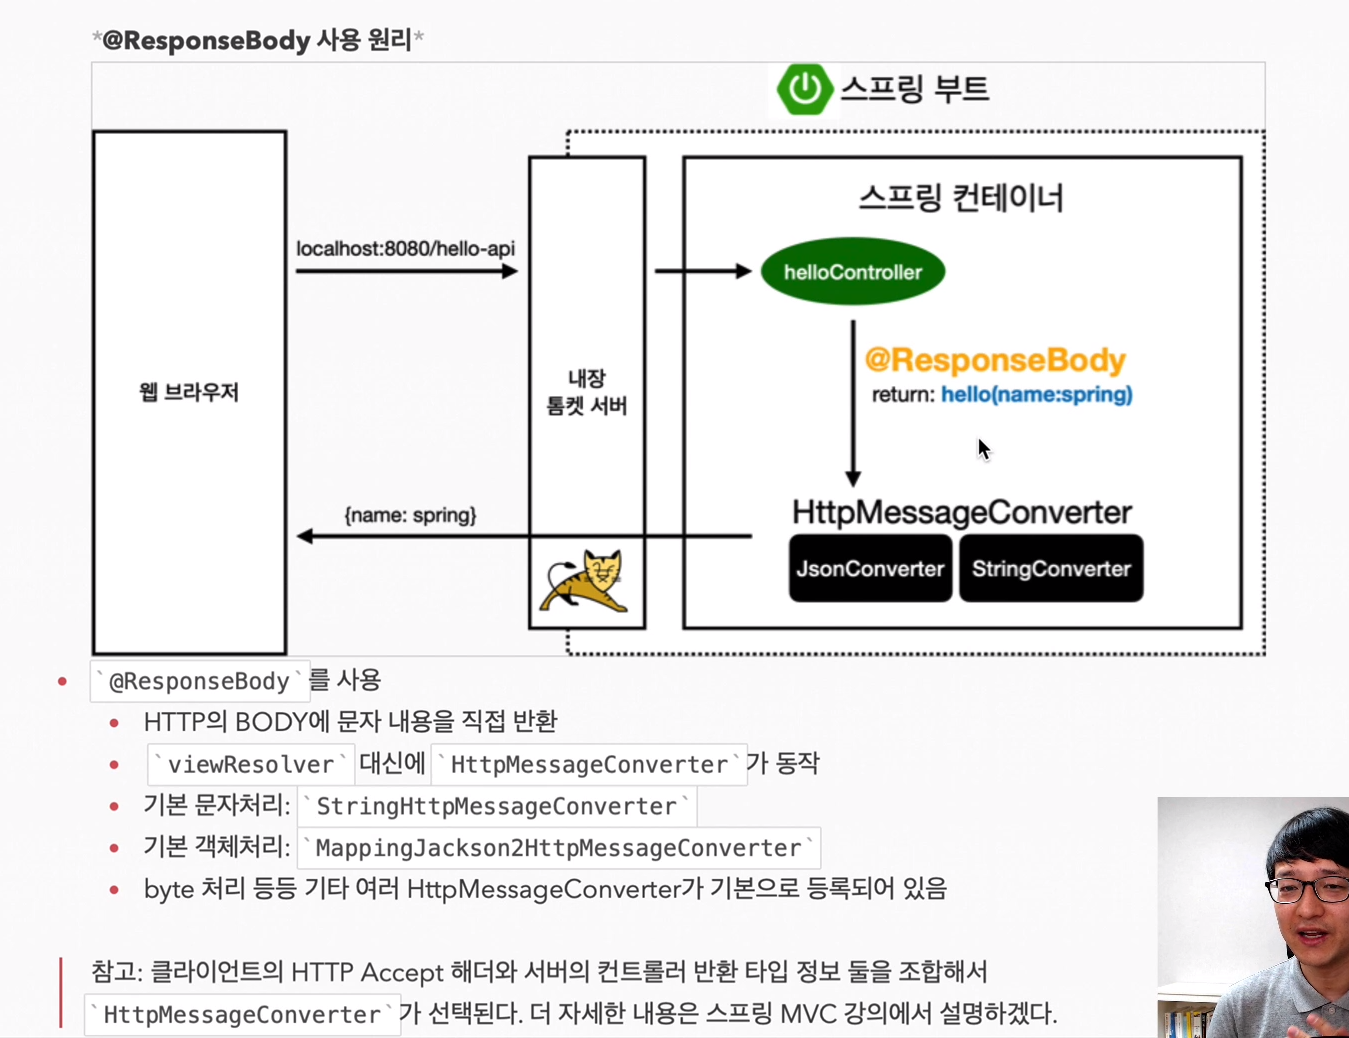 *@ResponseBody 사용 원리*
스프링 부트
스프링 컨테이너
localhost:8080/hello-api
helloController
@ResponseBody
return: hello(name:spring)
웹 브라우저
내장
톰켓 서버
{name: spring}
HttpMessageConverter
JsonConverter
StringConverter
`@ResponseBody`를 사용
HTTP의 BODY에 문자 내용을 직접 반환
`viewResolver` 대신에 `HttpMessageConverter`가 동작
기본 문자처리: `StringHttpMessageConverter`
기본 객체처리: `MappingJackson2HttpMessageConverter`
byte 처리 등등 기타 여러 HttpMessageConverter가 기본으로 등록되어 있음
참고: 클라이언트의 HTTP Accept 해더와 서버의 컨트롤러 반환 타입 정보 둘을 조합해서
`HttpMessageConverter`가 선택된다. 더 자세한 내용은 스프링 MVC 강의에서 설명하겠다.